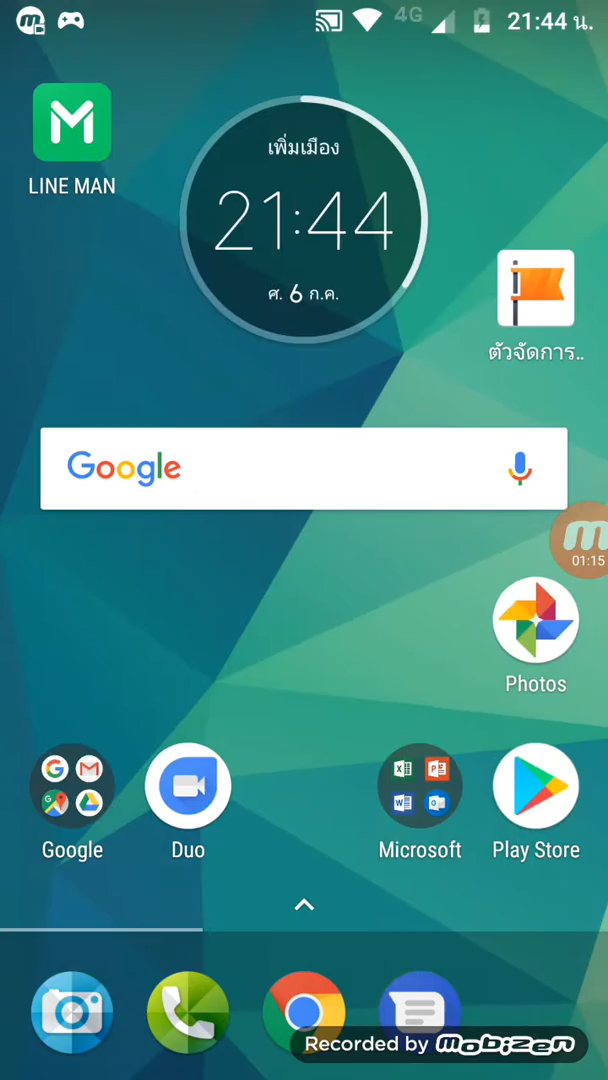 4G
21:44 น.
LINE MAN
เพิ่มเมือง
21:44
ศ. 6 ก.ค.
ตัวจัดการ..
Google
01:15
Photos
Google
Duo
Microsoft
Play Store
Recorded by mobizen